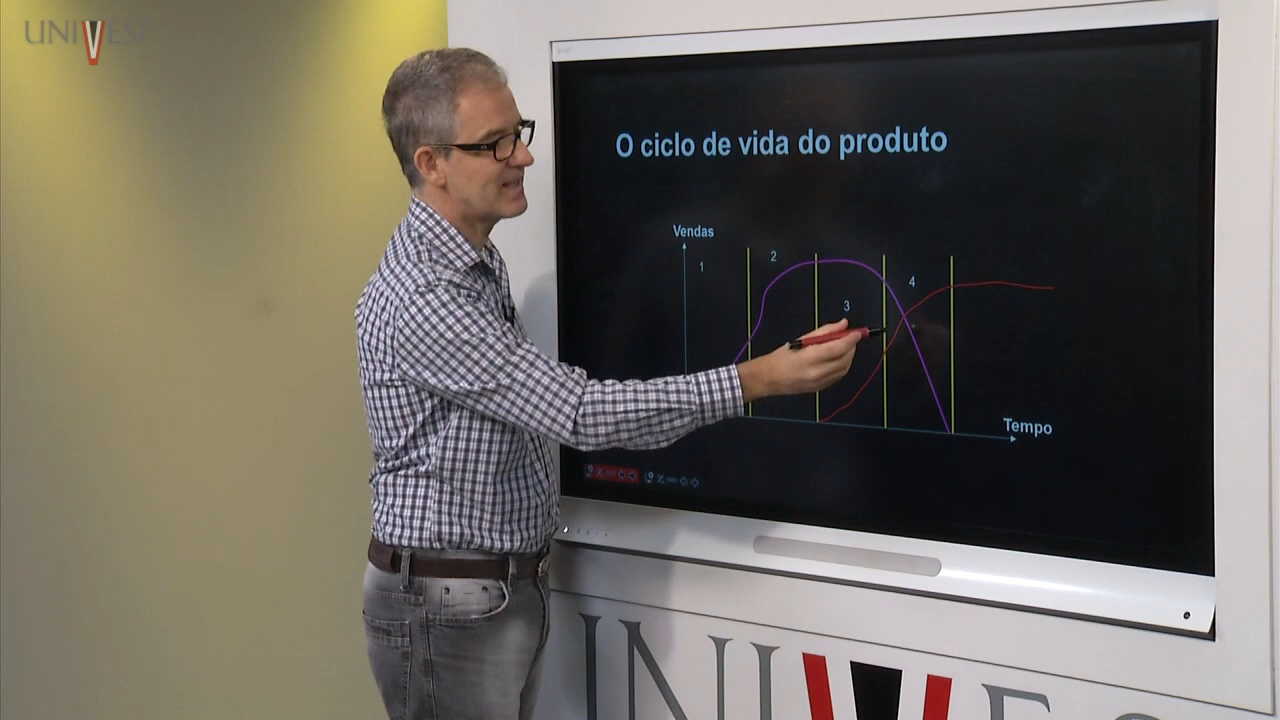 UNIVESP
O ciclo de vida do produto
Vendas
1
2
3
4
Tempo
UNIVES